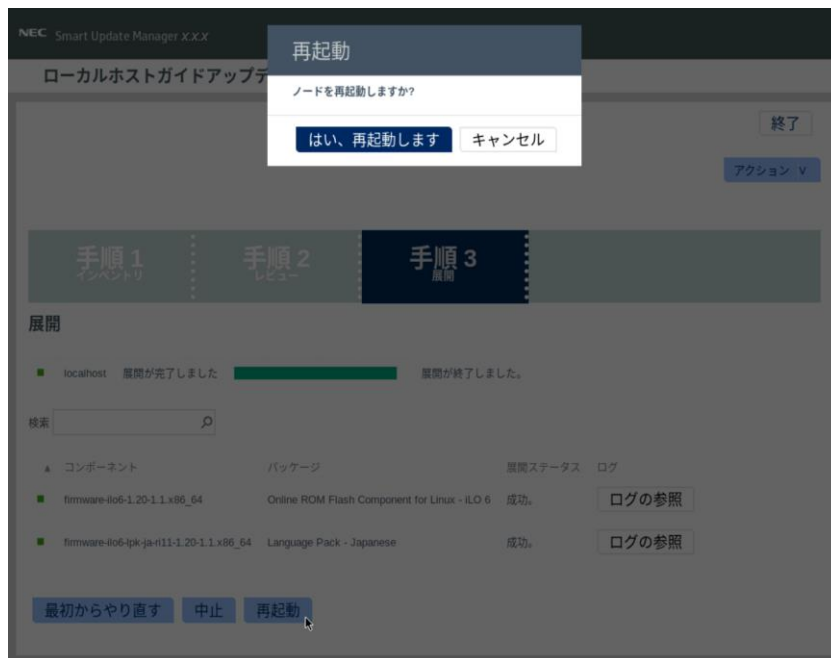 NEC Smart Update Manager x.x.x
ローカルホストガイドアップデ
再起動
ノードを再起動しますか?
はい、再起動します キャンセル
終了
アクション ∨
手順 1
インベントリ
手順 2
レビュー
手順 3
展開
展開
localhost 展開が完了しました 展開が終了しました。
検索
▲ コンポーネント パッケージ 展開ステータス ログ
firmware-ilo6-1.20-1.1.x86_64 Online ROM Flash Component for Linux - iLO 6 成功。 ログの参照
firmware-ilo6-lpk-ja-ri11-1.20-1.1.x86_64 Language Pack - Japanese 成功。 ログの参照
最初からやり直す 中止 再起動